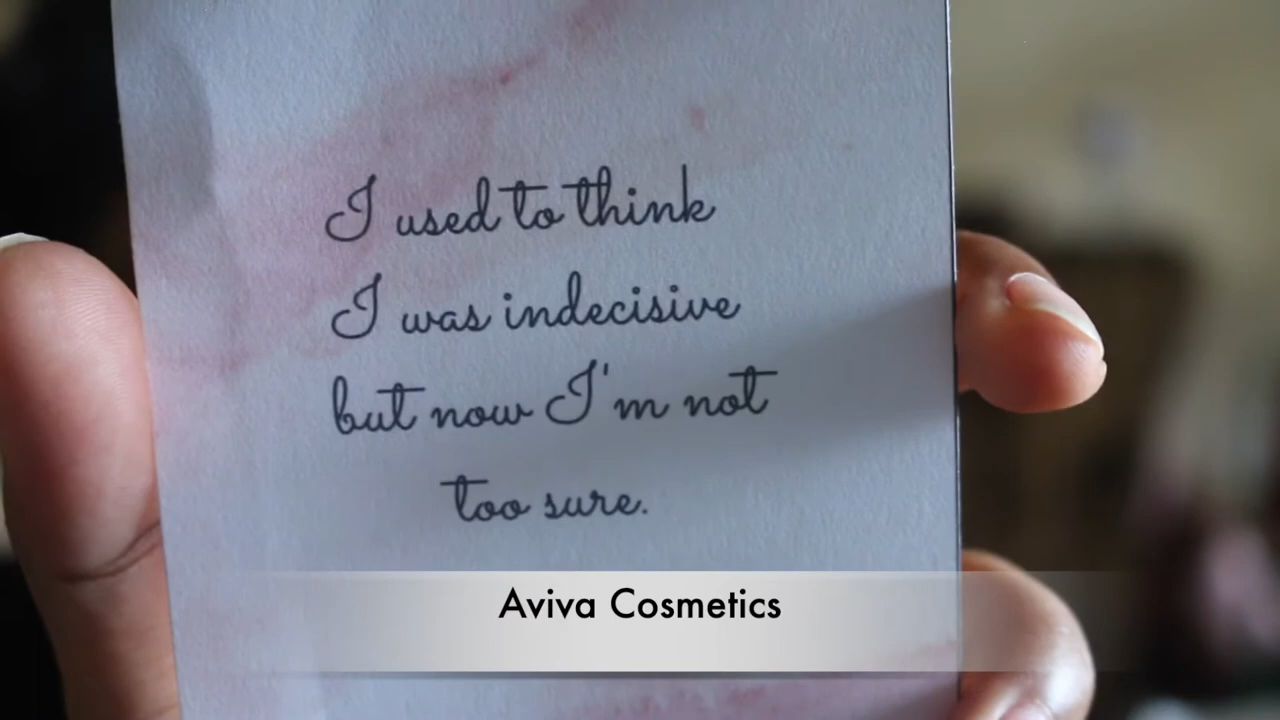 I used to think
I was indecisive
but now I'm not
too sure.
Aviva Cosmetics